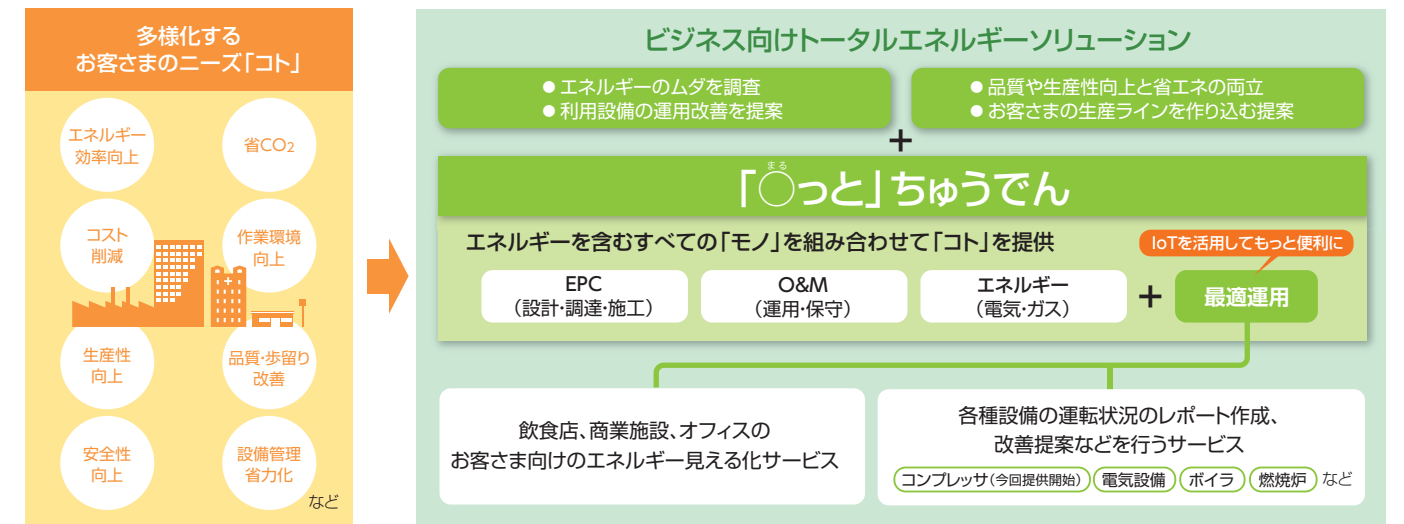 多様化する
お客さまのニーズ「コト」
エネルギー
効率向上
省CO2
コスト
削減
作業環境
向上
生産性
向上
品質・歩留り
改善
安全性
向上
設備管理
省力化
など
ビジネス向けトータルエネルギーソリューション
● エネルギーのムダを調査
● 利用設備の運用改善を提案
● 品質や生産性向上と省エネの両立
● お客さまの生産ラインを作り込む提案
+
まる
「○っと」ちゅうでん
エネルギーを含むすべての「モノ」を組み合わせて「コト」を提供
IoTを活用してもっと便利に
EPC
（設計・調達・施工）
O&M
（運用・保守）
エネルギー
（電気・ガス）
+
最適運用
飲食店、商業施設、オフィスの
お客さま向けのエネルギー見える化サービス
各種設備の運転状況のレポート作成、
改善提案などを行うサービス
コンプレッサ（今回提供開始） 電気設備 ボイラ 燃焼炉 など